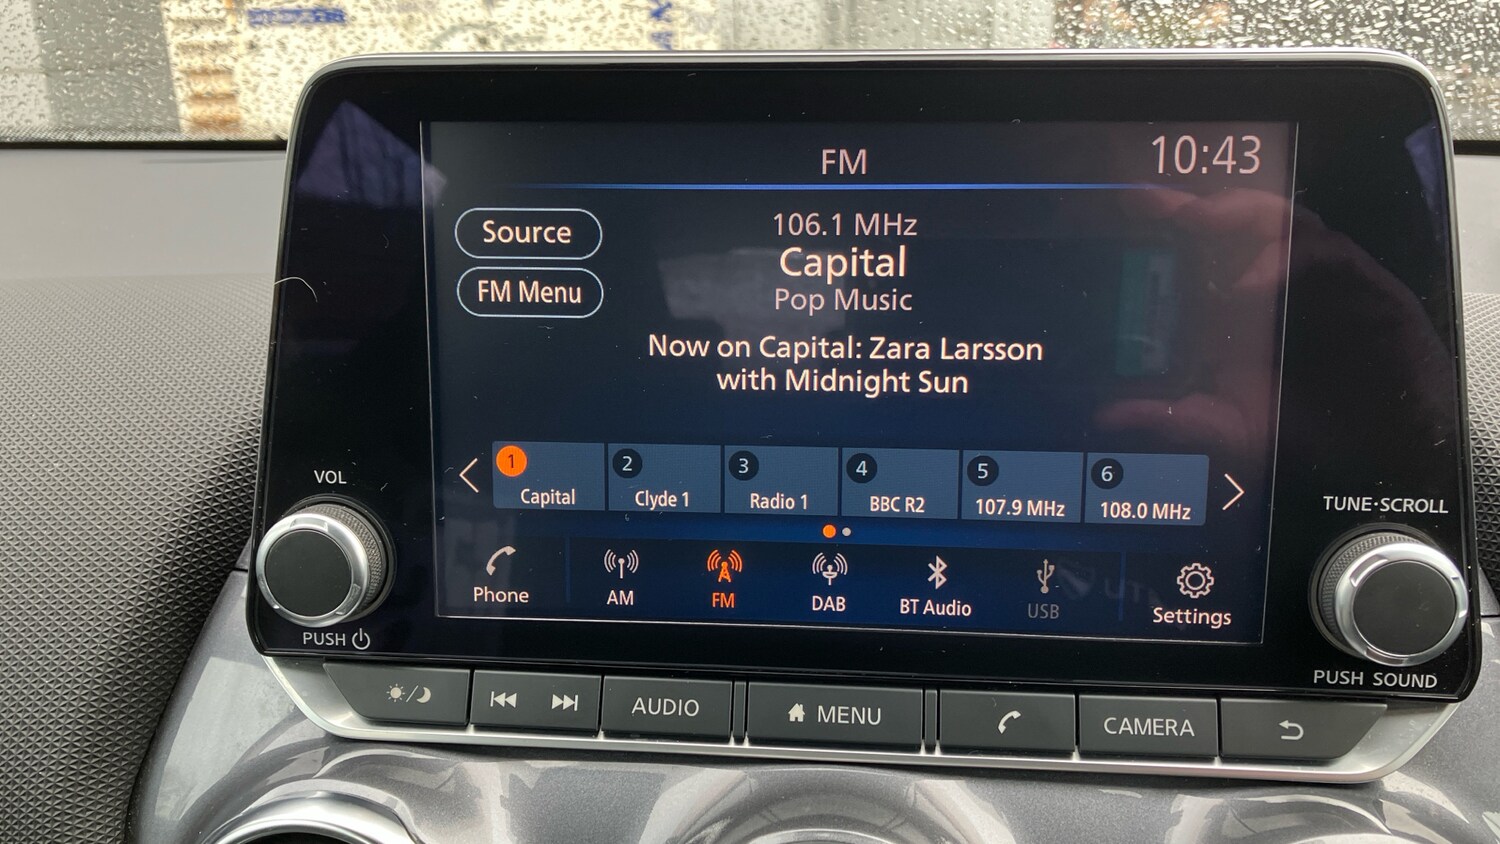 FM
10:43
Source
FM Menu
106.1 MHz
Capital
Pop Music
Now on Capital: Zara Larsson
with Midnight Sun
1
Capital
2
Clyde 1
3
Radio 1
4
BBC R2
5
107.9 MHz
6
108.0 MHz
Phone
AM
FM
DAB
BT Audio
USB
Settings
VOL
PUSH
TUNE·SCROLL
PUSH SOUND
AUDIO
MENU
CAMERA